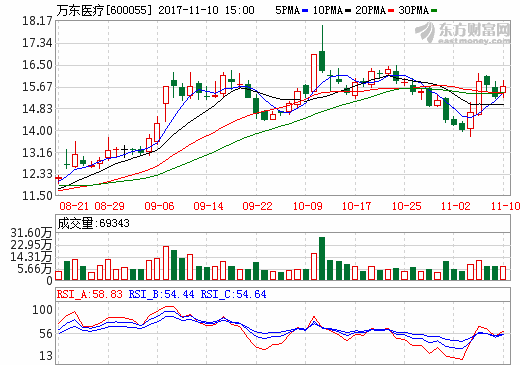 万东医疗[600055] 2017-11-10 15:00 5PMA 10PMA 20PMA 30PMA
东方财富网
eastmoney.com
18.17
17.34
16.50
15.67
14.83
14.00
13.16
12.33
11.50
08-21 08-29 09-06 09-14 09-22 10-09 10-17 10-25 11-02 11-10
成交量:69343
31.60万
22.95万
14.31万
5.66万
0
RSI_A:58.83 RSI_B:54.44 RSI_C:54.64
100
56
13